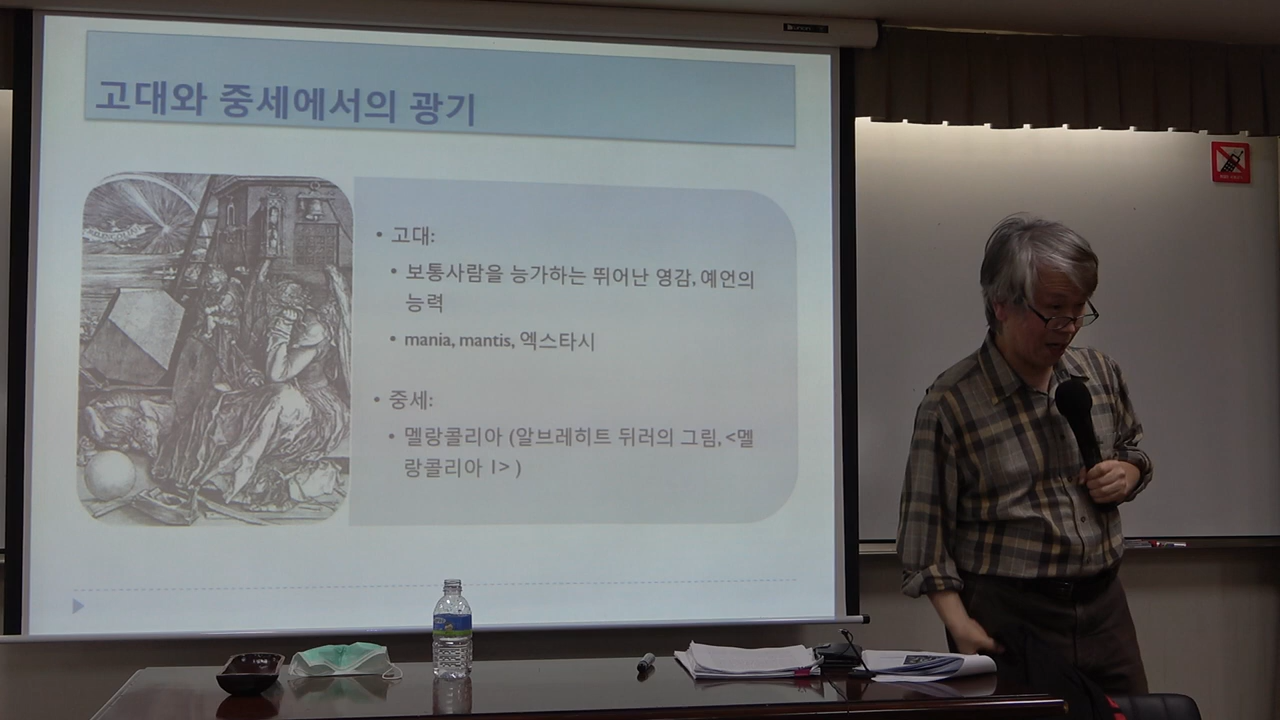 고대와 중세에서의 광기
• 고대:
• 보통사람을 능가하는 뛰어난 영감, 예언의
능력
• mania, mantis, 엑스타시
• 중세:
• 멜랑콜리아 (알브레히트 뒤러의 그림, <멜
랑콜리아 I> )